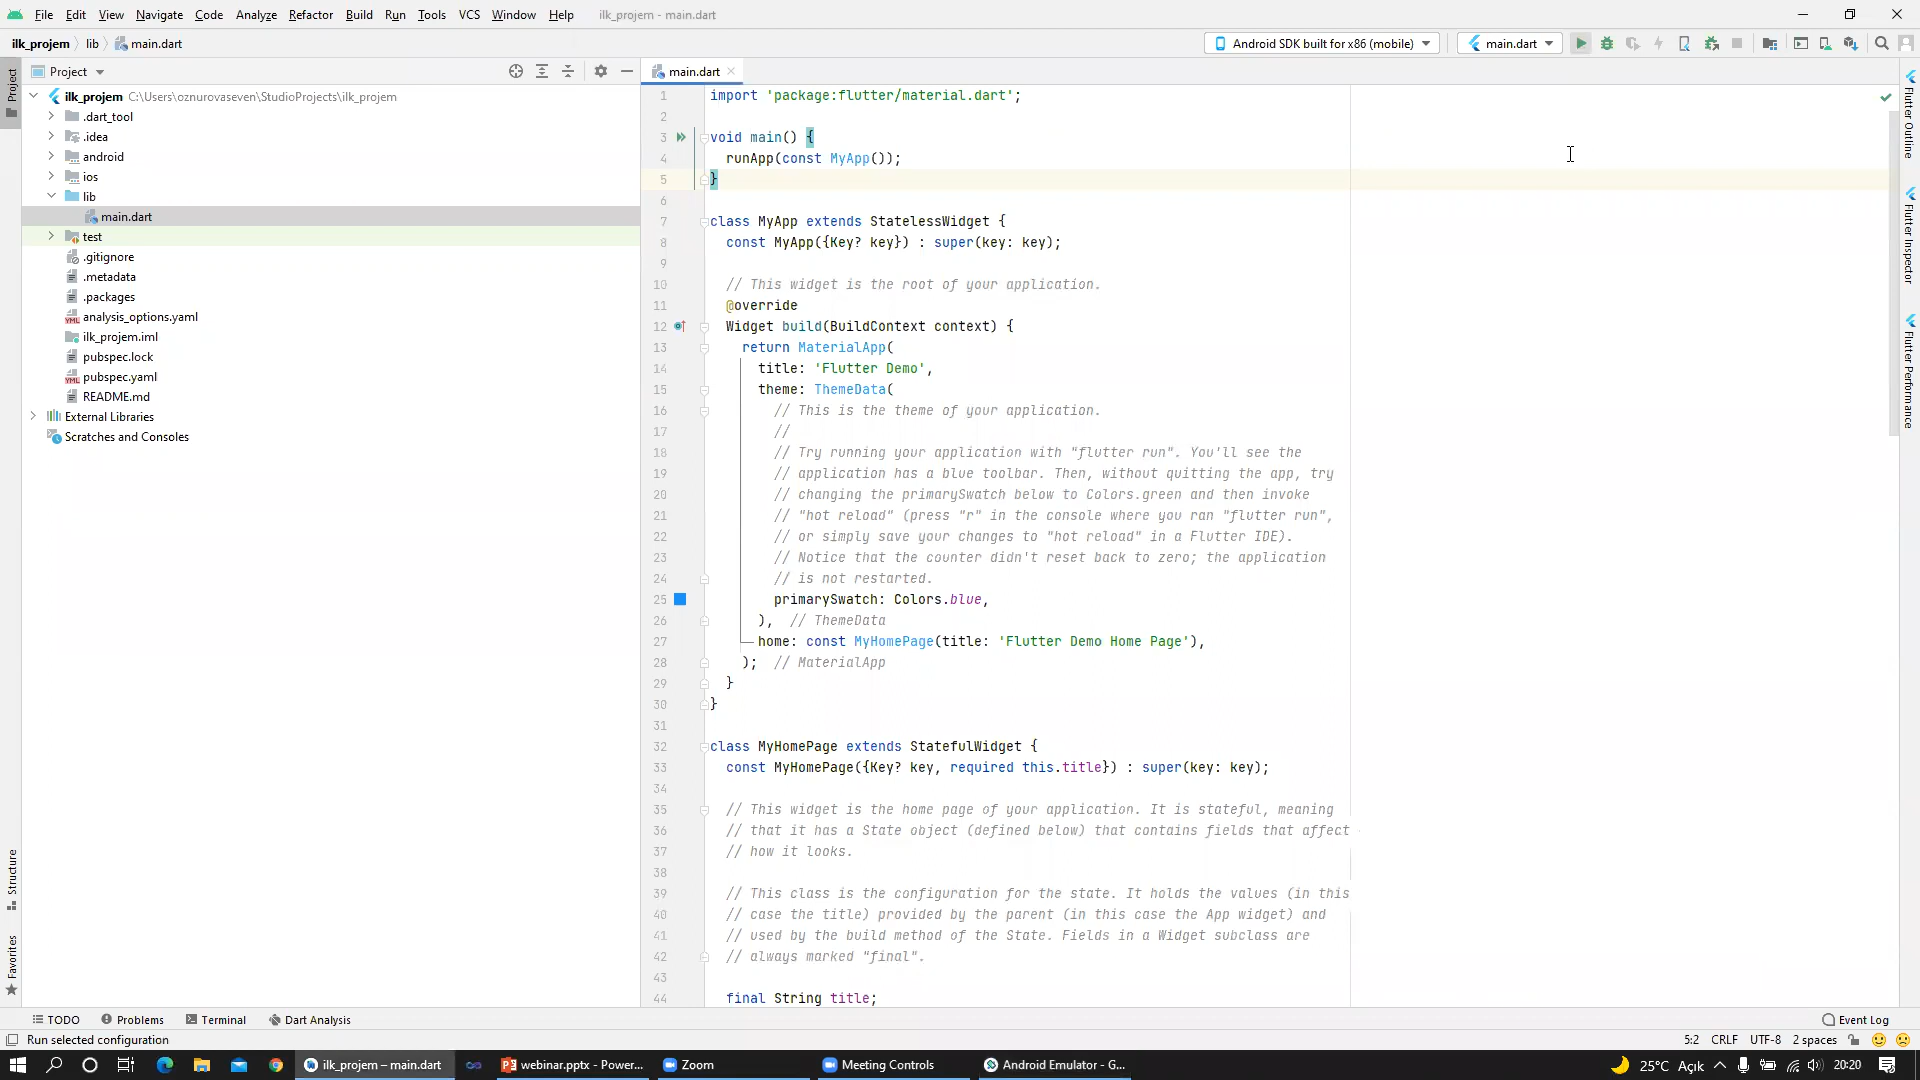 File Edit View Navigate Code Analyze Refactor Build Run Tools VCS Window Help ilk_projem - main.dart
ilk_projem lib main.dart
Android SDK built for x86 (mobile) main.dart
Project
ilk_projem C:\Users\oznurovaseven\StudioProjects\ilk_projem
.dart_tool
.idea
android
ios
lib
main.dart
test
.gitignore
.metadata
.packages
analysis_options.yaml
ilk_projem.iml
pubspec.lock
pubspec.yaml
README.md
External Libraries
Scratches and Consoles
Project
Structure
Favorites
main.dart
1 import 'package:flutter/material.dart';
2
3 void main() {
4 runApp(const MyApp());
5 }
6
7 class MyApp extends StatelessWidget {
8 const MyApp({Key? key}) : super(key: key);
9
10 // This widget is the root of your application.
11 @override
12 Widget build(BuildContext context) {
13 return MaterialApp(
14 title: 'Flutter Demo',
15 theme: ThemeData(
16 // This is the theme of your application.
17 //
18 // Try running your application with "flutter run". You'll see the
19 // application has a blue toolbar. Then, without quitting the app, try
20 // changing the primarySwatch below to Colors.green and then invoke
21 // "hot reload" (press "r" in the console where you ran "flutter run",
22 // or simply save your changes to "hot reload" in a Flutter IDE).
23 // Notice that the counter didn't reset back to zero; the application
24 // is not restarted.
25 primarySwatch: Colors.blue,
26 ), // ThemeData
27 home: const MyHomePage(title: 'Flutter Demo Home Page'),
28 ); // MaterialApp
29 }
30 }
31
32 class MyHomePage extends StatefulWidget {
33 const MyHomePage({Key? key, required this.title}) : super(key: key);
34
35 // This widget is the home page of your application. It is stateful, meaning
36 // that it has a State object (defined below) that contains fields that affect
37 // how it looks.
38
39 // This class is the configuration for the state. It holds the values (in this
40 // case the title) provided by the parent (in this case the App widget) and
41 // used by the build method of the State. Fields in a Widget subclass are
42 // always marked "final".
43
44 final String title;
Flutter Outline
Flutter Inspector
Flutter Performance
TODO Problems Terminal Dart Analysis Event Log
Run selected configuration 5:2 CRLF UTF-8 2 spaces
ilk_projem – main.dart webinar.pptx - Power... Zoom Meeting Controls Android Emulator - G... 25°C Açık 20:20